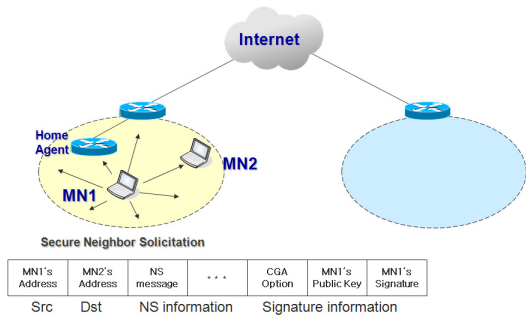 Internet
Home
Agent
MN2
MN1
Secure Neighbor Solicitation
MN1's Address
MN2's Address
NS message
• • •
CGA Option
MN1's Public Key
MN1's Signature
Src
Dst
NS information
Signature information